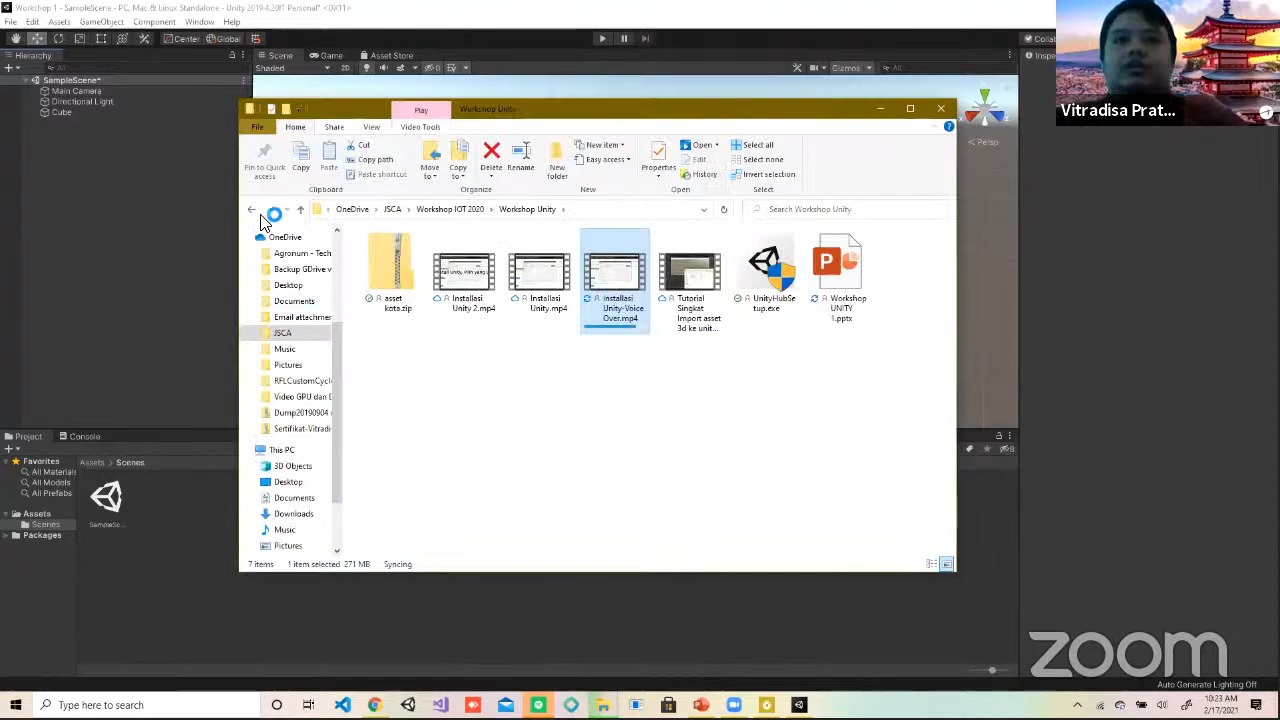 Workshop 1 - SampleScene - PC, Mac & Linux Standalone - Unity 2019.4.20f1 Personal* <DX11>
File Edit Assets GameObject Component Window Help
Center Global
Hierarchy
All
SampleScene*
Main Camera
Directional Light
Cube
Scene Game Asset Store
Shaded 2D 0 Gizmos All
Persp
Vitradisa Prat...
Play Workshop Unity
File Home Share View Video Tools
Pin to Quick access
Copy
Paste
Cut
Copy path
Paste shortcut
Clipboard
Move to
Copy to
Delete
Rename
Organize
New folder
New item
Easy access
New
Properties
Open
Edit
History
Open
Select all
Select none
Invert selection
Select
OneDrive JSCA Workshop IOT 2020 Workshop Unity
Search Workshop Unity
OneDrive
Agronum - Tech
Backup GDrive v
Desktop
Documents
Email attachme
JSCA
Music
Pictures
RFLCustomCycl
Video GPU dan
Dump20190904
Sertifikat-Vitradi
This PC
3D Objects
Desktop
Documents
Downloads
Music
Pictures
asset kota.zip
Installasi Unity 2.mp4
Installasi Unity.mp4
Installasi Unity-Voice Over.mp4
Tutorial Singkat Import asset 3d ke unit...
UnityHubSetup.exe
Workshop UNITY 1.pptx
7 items 1 item selected 271 MB Syncing
Project Console
Favorites
All Materials
All Models
All Prefabs
Assets
Scenes
Packages
Assets > Scenes
SampleSc...
zoom
Auto Generate Lighting Off
Type here to search
10:23 AM
2/17/2021